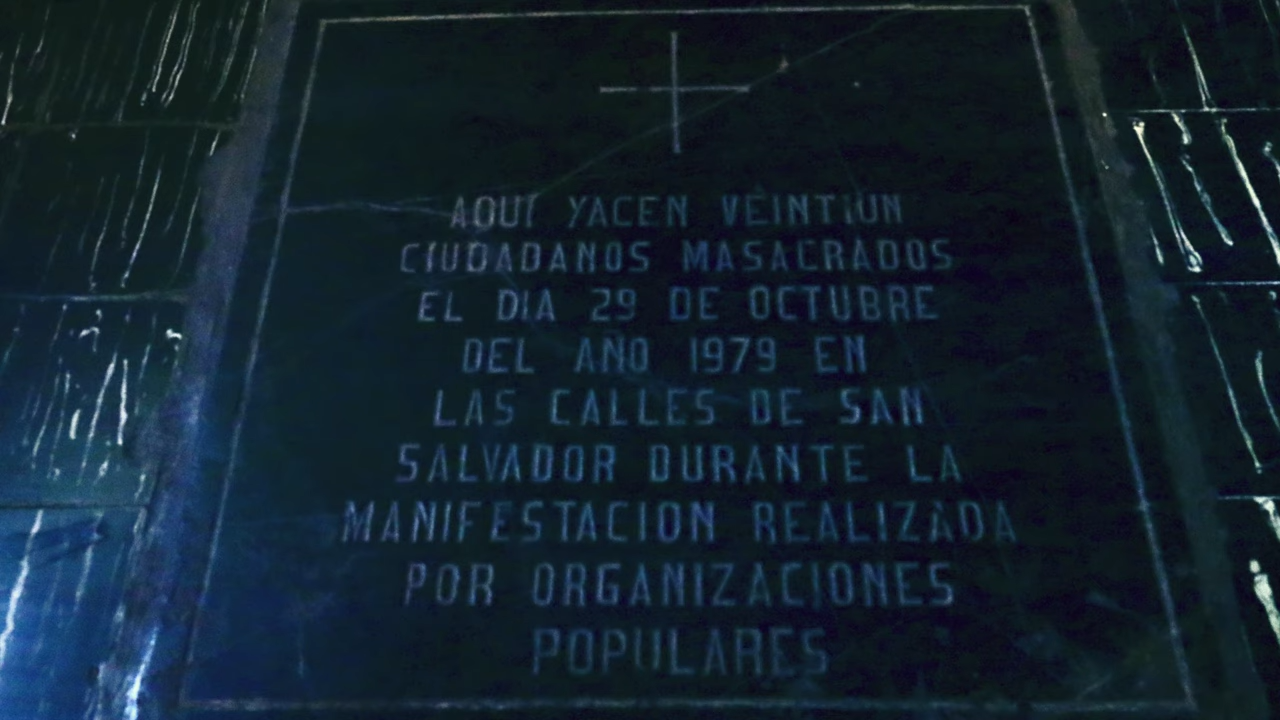 AQUI YACEN VEINTIUN
CIUDADANOS MASACRADOS
EL DIA 29 DE OCTUBRE
DEL AÑO 1979 EN
LAS CALLES DE SAN
SALVADOR DURANTE LA
MANIFESTACION REALIZADA
POR ORGANIZACIONES
POPULARES